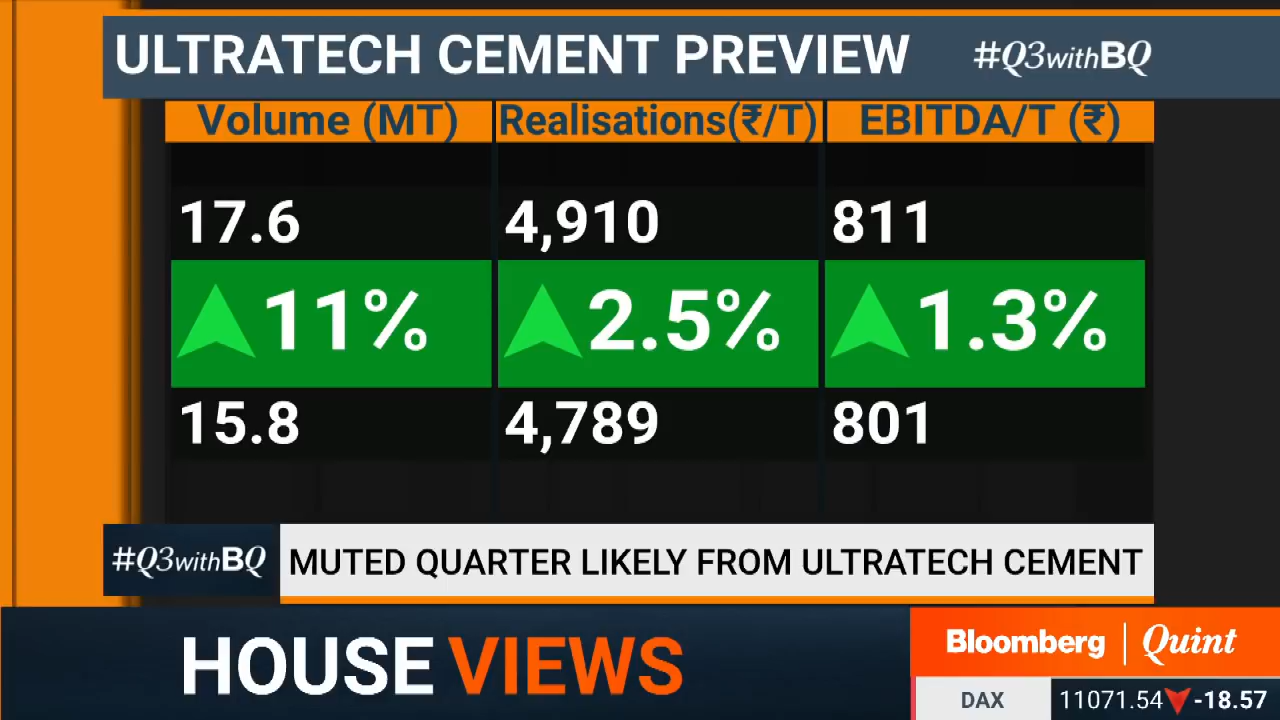 ULTRATECH CEMENT PREVIEW #Q3withBQ
Volume (MT) Realisations(₹/T) EBITDA/T (₹)
17.6 4,910 811
11% 2.5% 1.3%
15.8 4,789 801
#Q3withBQ MUTED QUARTER LIKELY FROM ULTRATECH CEMENT
HOUSE VIEWS
Bloomberg | Quint
DAX 11071.54 -18.57